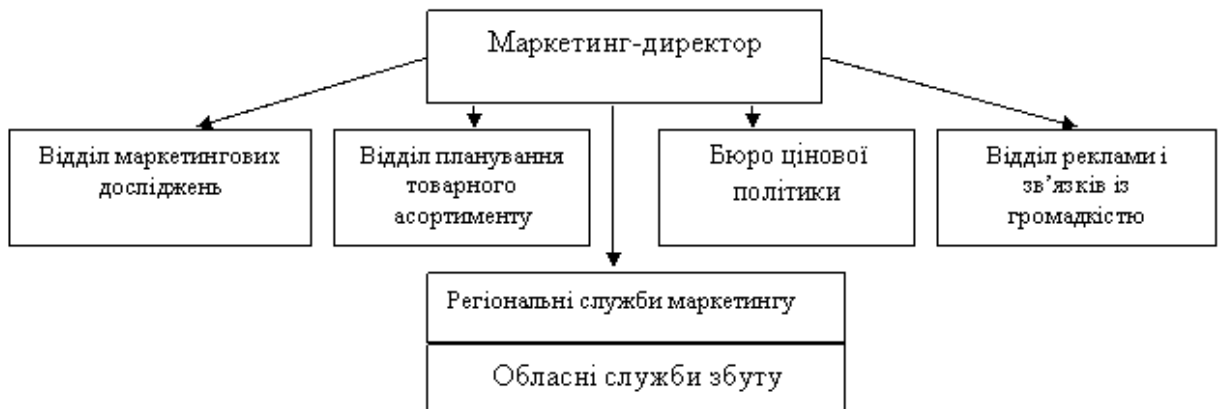 Маркетинг-директор
Відділ маркетингових
досліджень
Відділ планування
товарного
асортименту
Бюро цінової
політики
Відділ реклами і
зв’язків із
громадкістю
Регіональні служби маркетингу
Обласні служби збуту